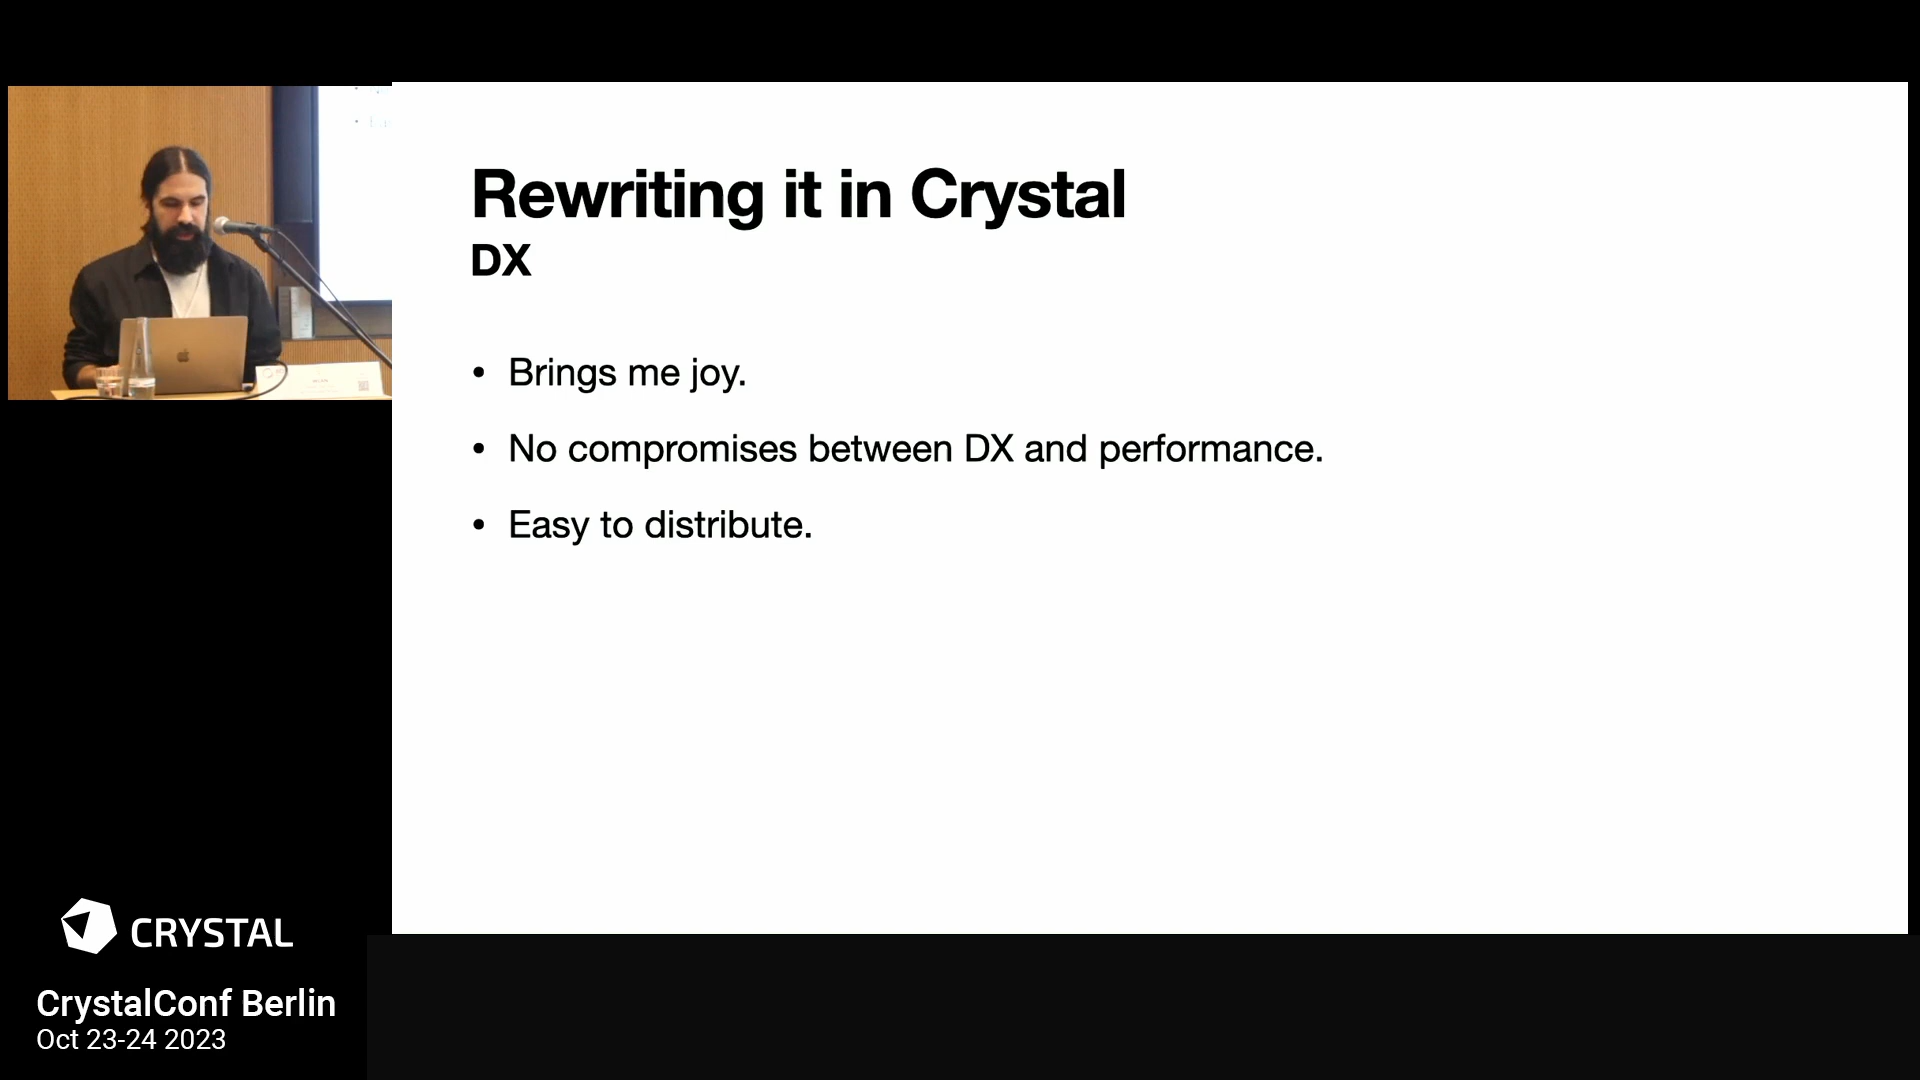 Rewriting it in Crystal
DX
• Brings me joy.
• No compromises between DX and performance.
• Easy to distribute.
CRYSTAL
CrystalConf Berlin
Oct 23-24 2023